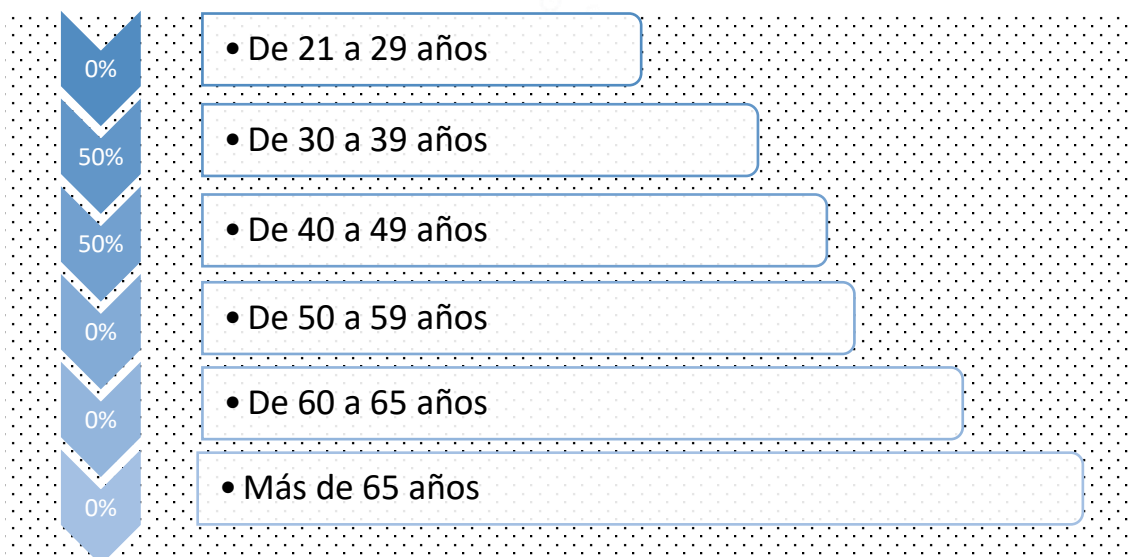 0%
• De 21 a 29 años
50%
• De 30 a 39 años
50%
• De 40 a 49 años
0%
• De 50 a 59 años
0%
• De 60 a 65 años
0%
• Más de 65 años